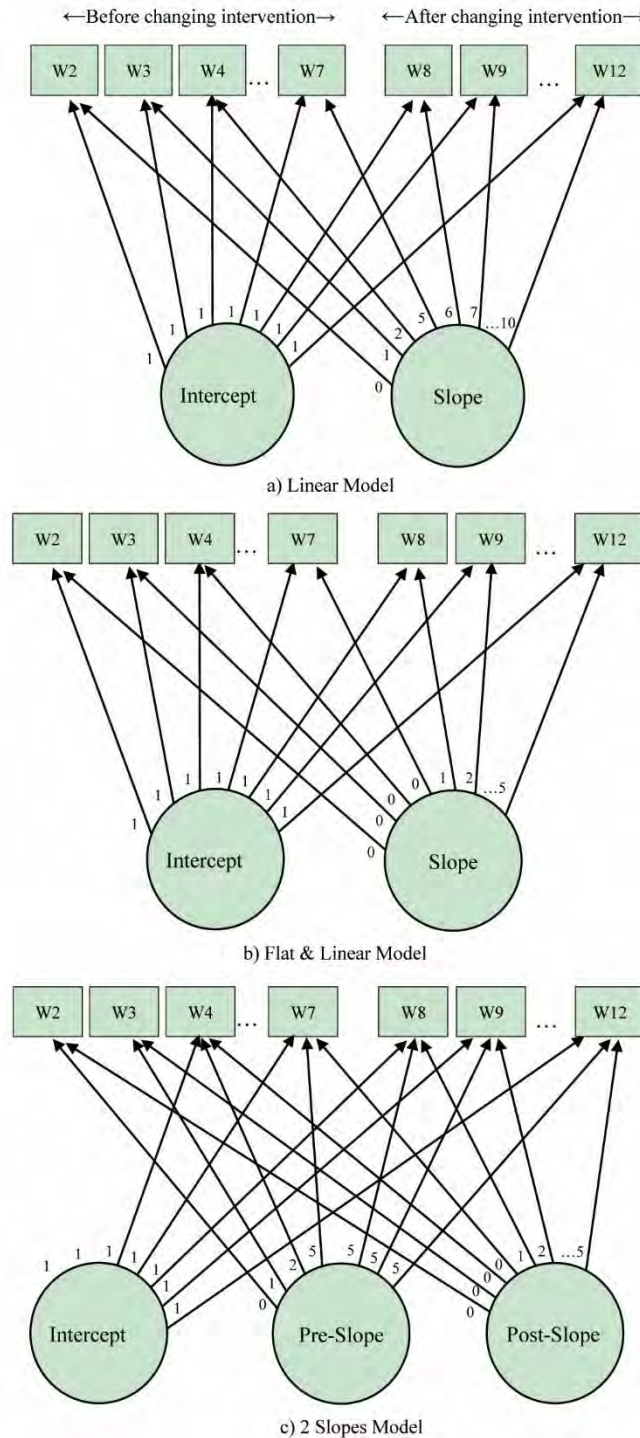 ←Before changing intervention→ ←After changing intervention→
W2 W3 W4 ... W7 W8 W9 ... W12
1 1 1 1 1 1 1 0 1 2 5 6 7 ...10
Intercept Slope
a) Linear Model
W2 W3 W4 ... W7 W8 W9 ... W12
1 1 1 1 1 1 1 0 0 0 0 1 2 ...5
Intercept Slope
b) Flat & Linear Model
W2 W3 W4 ... W7 W8 W9 ... W12
1 1 1 1 1 1 1 0 1 2 5 5 5 5 0 0 0 0 1 2 ...5
Intercept Pre-Slope Post-Slope
c) 2 Slopes Model